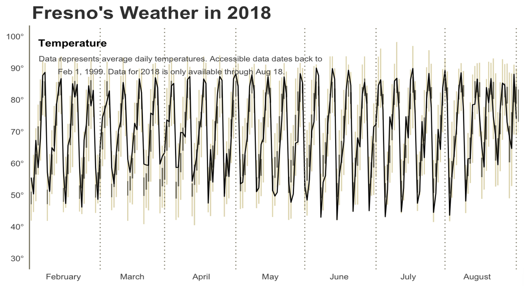 Fresno's Weather in 2018
Temperature
Data represents average daily temperatures. Accessible data dates back to
Feb 1, 1999. Data for 2018 is only available through Aug 18.
100°
90°
80°
70°
60°
50°
40°
30°
February March April May June July August